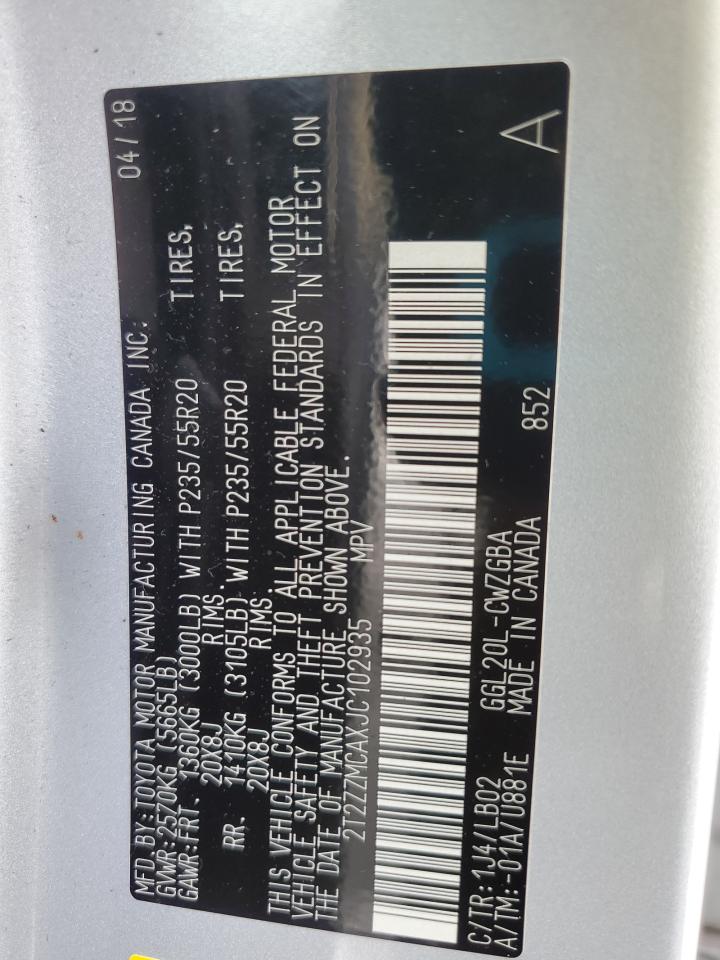 MFD.BY:TOYOTA MOTOR MANUFACTURING CANADA INC. 04/18
GVWR:2570KG (5665LB)
GAWR:FRT. 1360KG (3000LB) WITH P235/55R20 TIRES,
20X8J RIMS
RR. 1410KG (3105LB) WITH P235/55R20 TIRES,
20X8J RIMS
THIS VEHICLE CONFORMS TO ALL APPLICABLE FEDERAL MOTOR
VEHICLE SAFETY AND THEFT PREVENTION STANDARDS IN EFFECT ON
THE DATE OF MANUFACTURE SHOWN ABOVE.
2T2ZZMCAXJC102935 MPV
C/TR:1J4/LB02 GGL20L-CWZGBA A
A/TM:-01A/U881E MADE IN CANADA 852